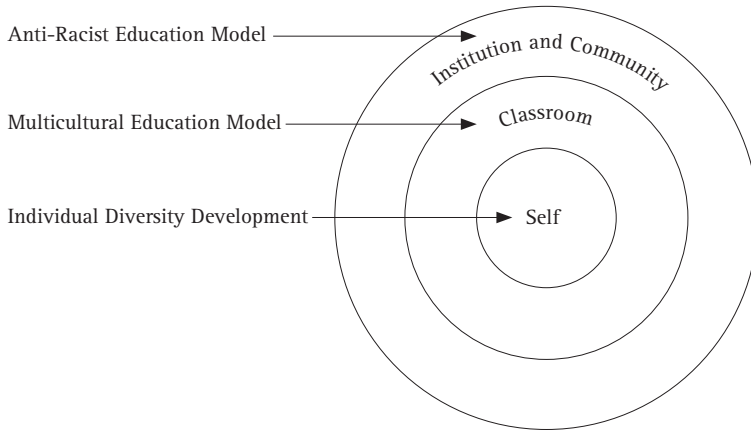 Anti-Racist Education Model
Institution and Community
Multicultural Education Model
Classroom
Individual Diversity Development
Self